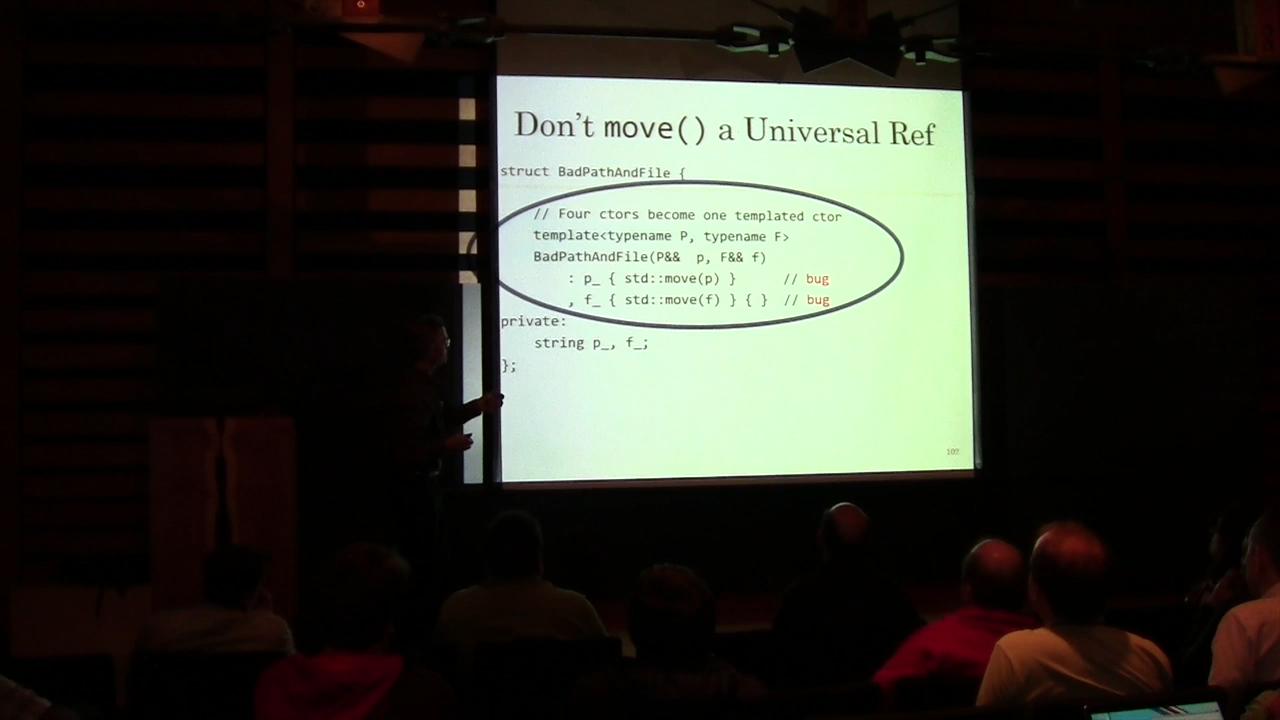 Don't move() a Universal Ref
struct BadPathAndFile {
// Four ctors become one templated ctor
template<typename P, typename F>
BadPathAndFile(P&& p, F&& f)
: p_ { std::move(p) } // bug
, f_ { std::move(f) } { } // bug
private:
string p_, f_;
};
102